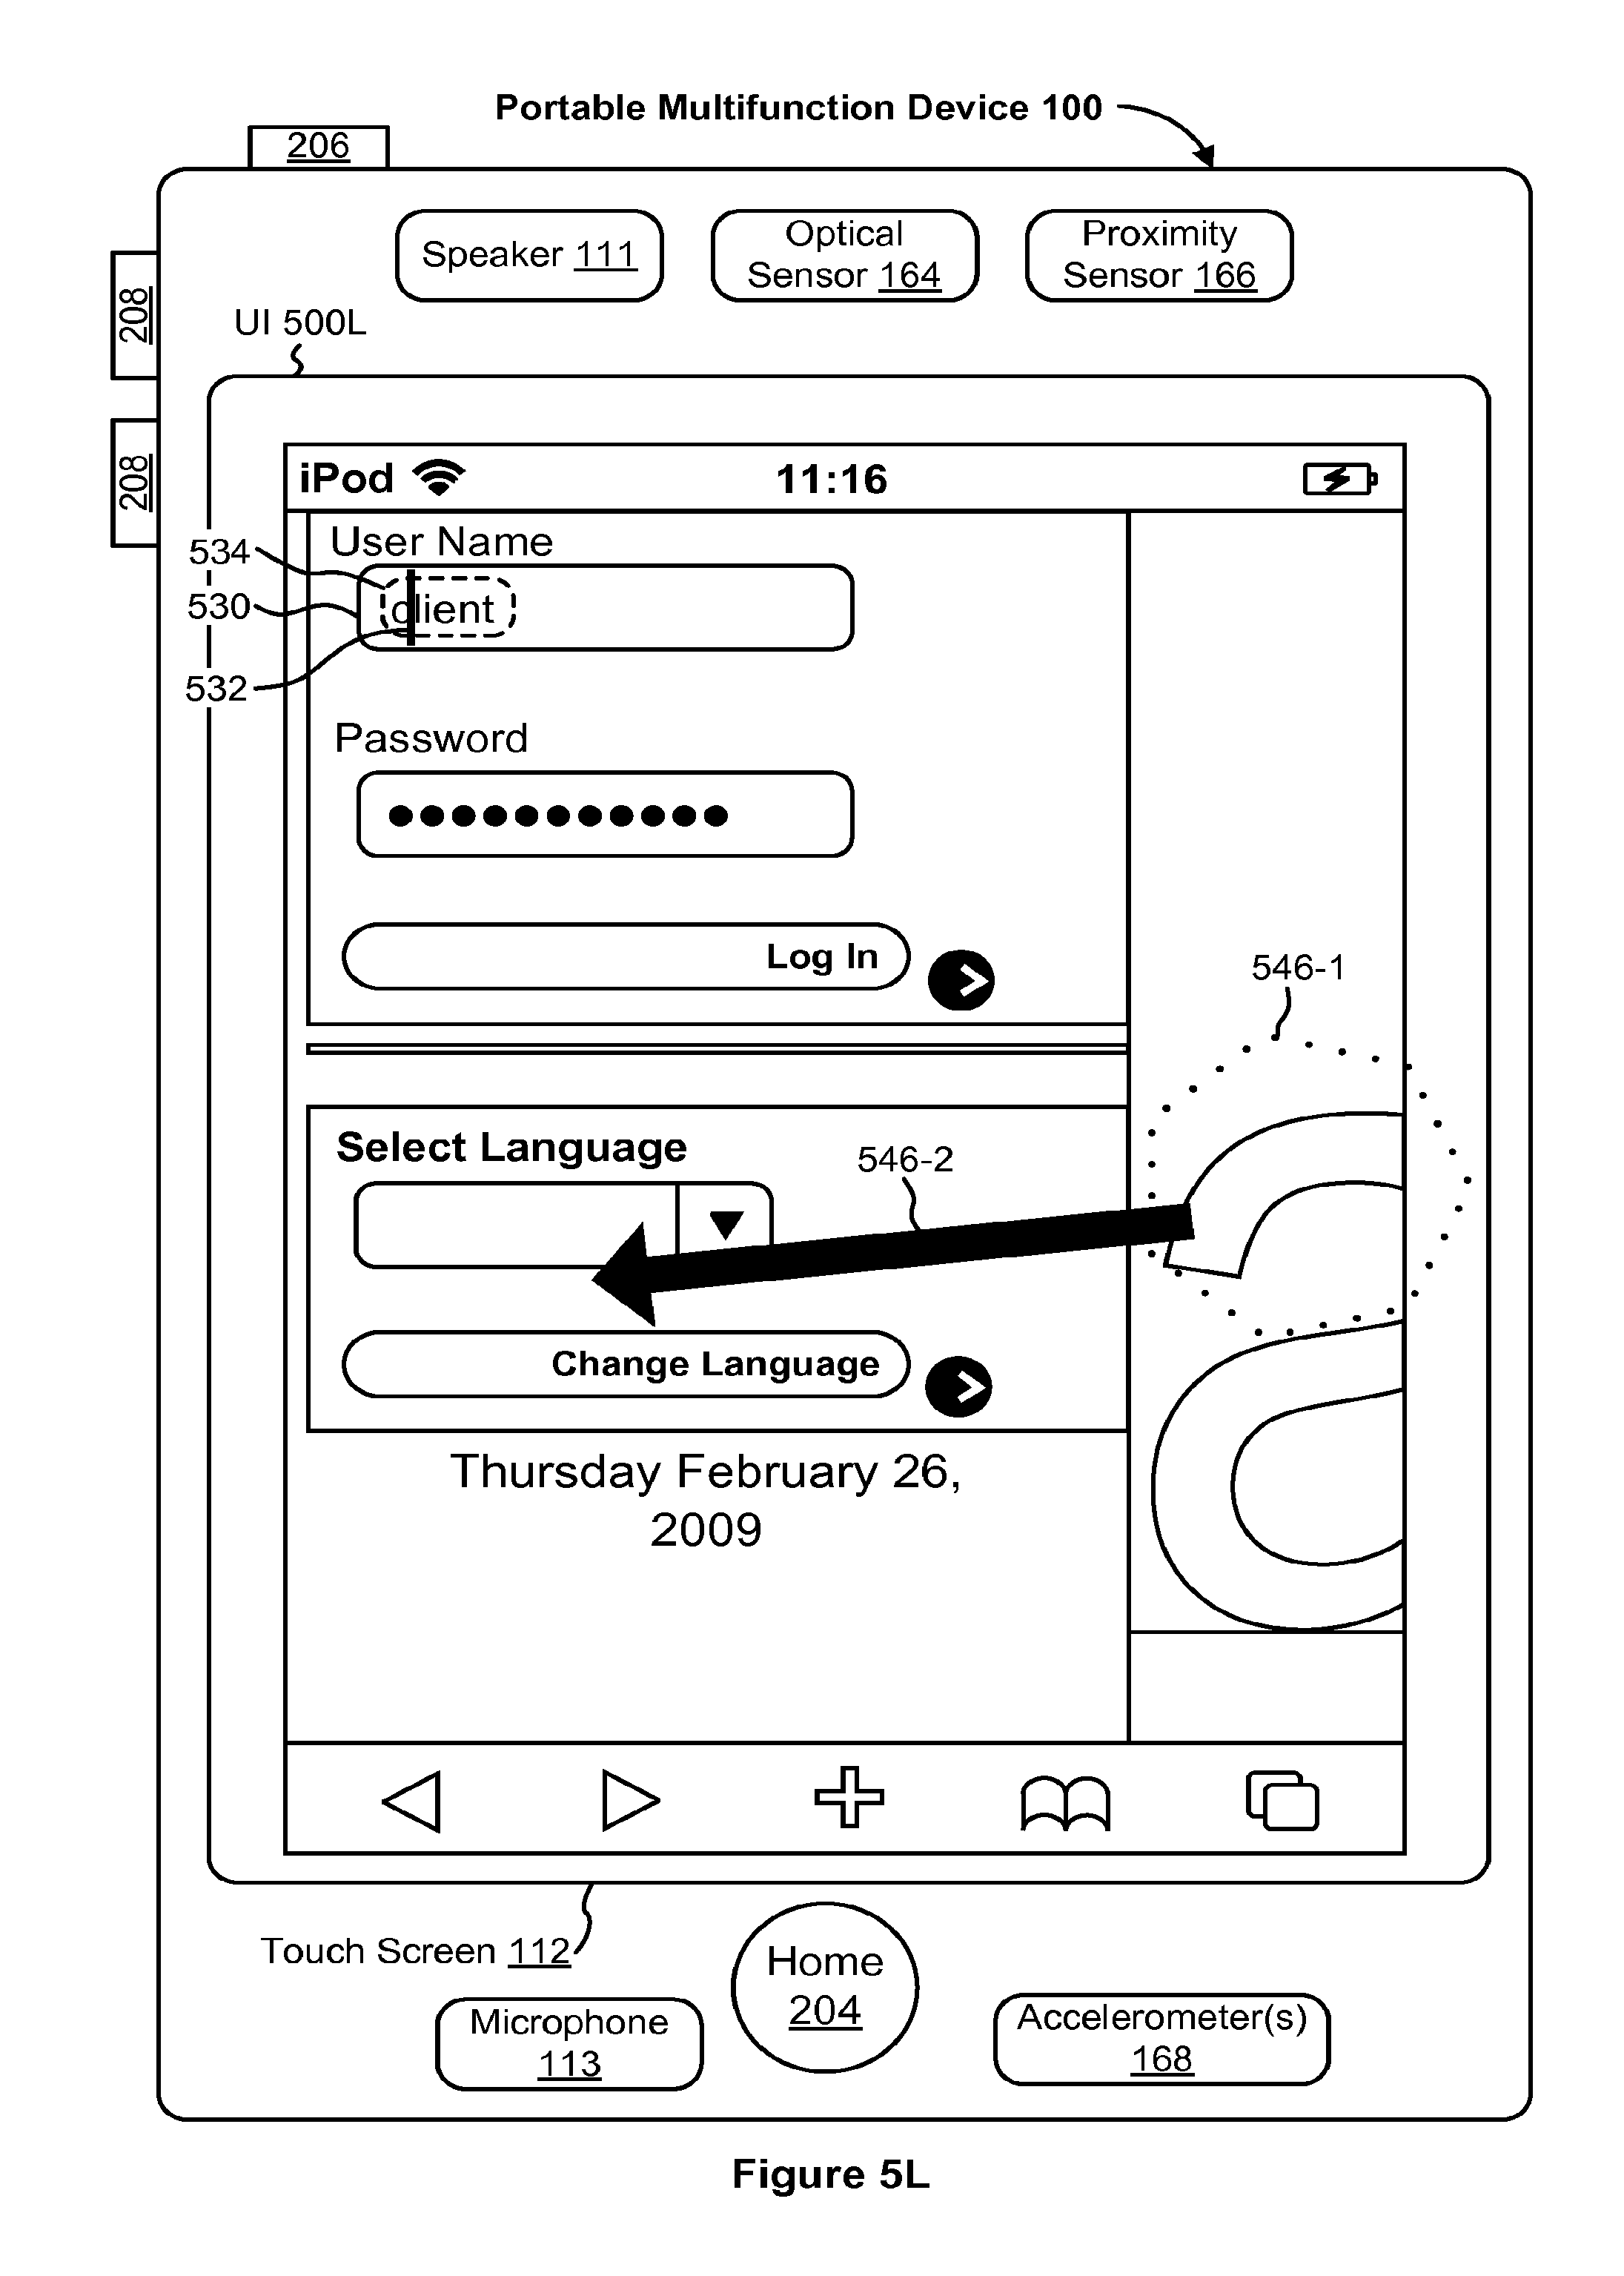 Portable Multifunction Device 100
206
Speaker 111
Optical
Sensor 164
Proximity
Sensor 166
208
208
UI 500L
iPod
11:16
User Name
534
530
532
client
Password
Log In
546-1
Select Language
546-2
Change Language
Thursday February 26,
2009
Touch Screen 112
Home
204
Microphone
113
Accelerometer(s)
168
Figure 5L